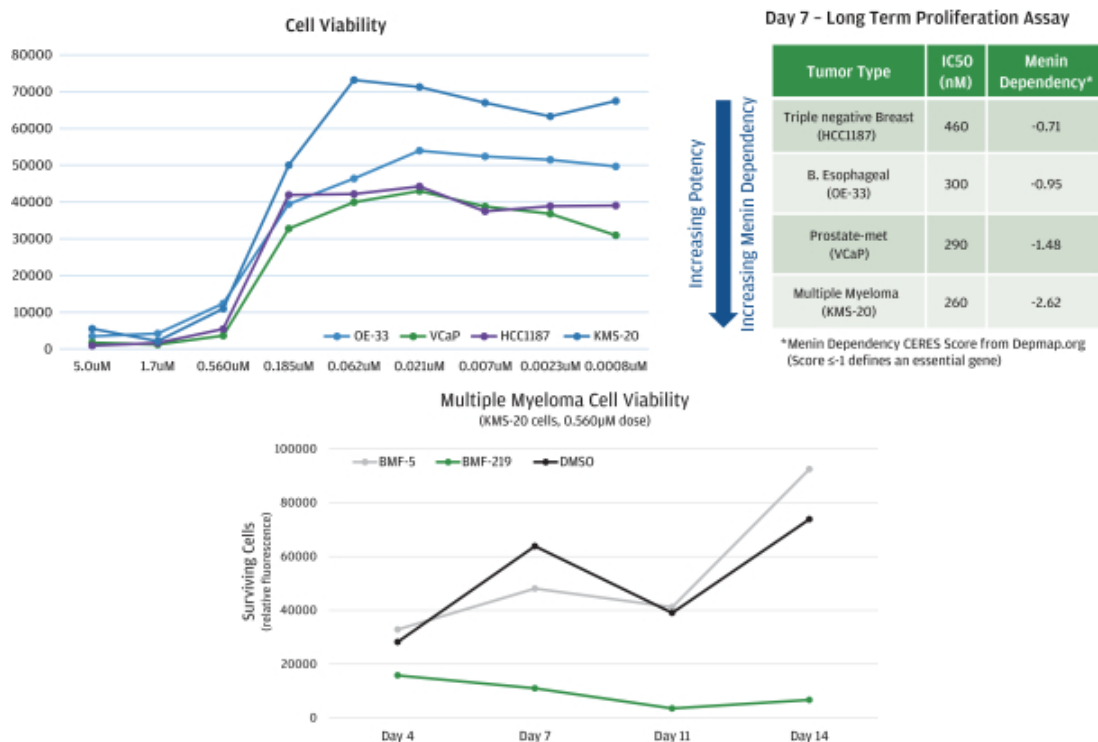 Cell Viability
80000
70000
60000
50000
40000
30000
20000
10000
0
OE-33 VCaP HCC1187 KMS-20
5.0uM 1.7uM 0.560uM 0.185uM 0.062uM 0.021uM 0.007uM 0.0023uM 0.0008uM
Day 7 – Long Term Proliferation Assay
Increasing Potency
Increasing Menin Dependency
Tumor Type IC50 (nM) Menin Dependency*
Triple negative Breast (HCC1187) 460 -0.71
B. Esophageal (OE-33) 300 -0.95
Prostate-met (VCaP) 290 -1.48
Multiple Myeloma (KMS-20) 260 -2.62
*Menin Dependency CERES Score from Depmap.org
(Score ≤-1 defines an essential gene)
Multiple Myeloma Cell Viability
(KMS-20 cells, 0.560µM dose)
BMF-5 BMF-219 DMSO
Surviving Cells
(relative fluorescence)
100000
80000
60000
40000
20000
0
Day 4 Day 7 Day 11 Day 14